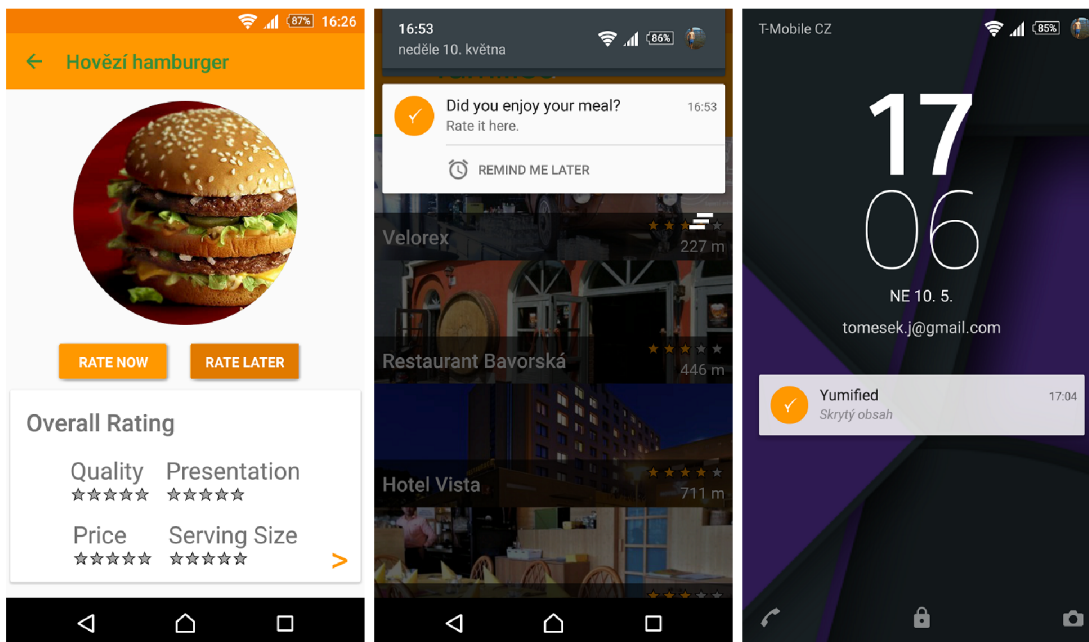 87% 16:26
Hovězí hamburger
RATE NOW
RATE LATER
Overall Rating
Quality Presentation
Price Serving Size
>
16:53
neděle 10. května
86%
Did you enjoy your meal? 16:53
Rate it here.
REMIND ME LATER
Velorex
227 m
Restaurant Bavorská
446 m
Hotel Vista
711 m
T-Mobile CZ
85%
17
06
NE 10. 5.
tomesek.j@gmail.com
Yumified 17:04
Skrytý obsah